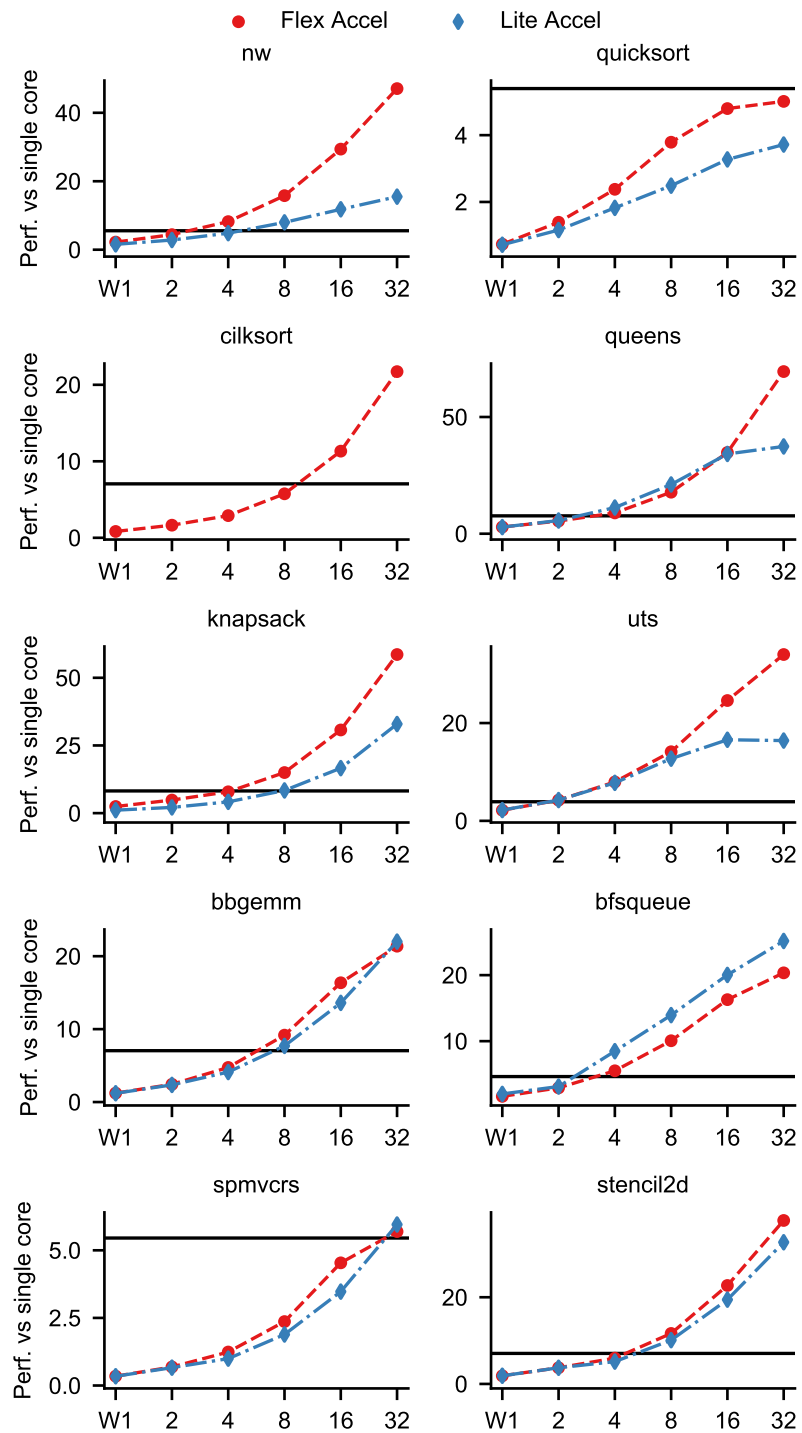 Flex Accel Lite Accel
nw quicksort
Perf. vs single core
40
20
0
4
2
W1 2 4 8 16 32 W1 2 4 8 16 32
cilksort queens
Perf. vs single core
20
10
0
50
0
W1 2 4 8 16 32 W1 2 4 8 16 32
knapsack uts
Perf. vs single core
50
25
0
20
0
W1 2 4 8 16 32 W1 2 4 8 16 32
bbgemm bfsqueue
Perf. vs single core
20
10
0
20
10
W1 2 4 8 16 32 W1 2 4 8 16 32
spmvcrs stencil2d
Perf. vs single core
5.0
2.5
0.0
20
0
W1 2 4 8 16 32 W1 2 4 8 16 32